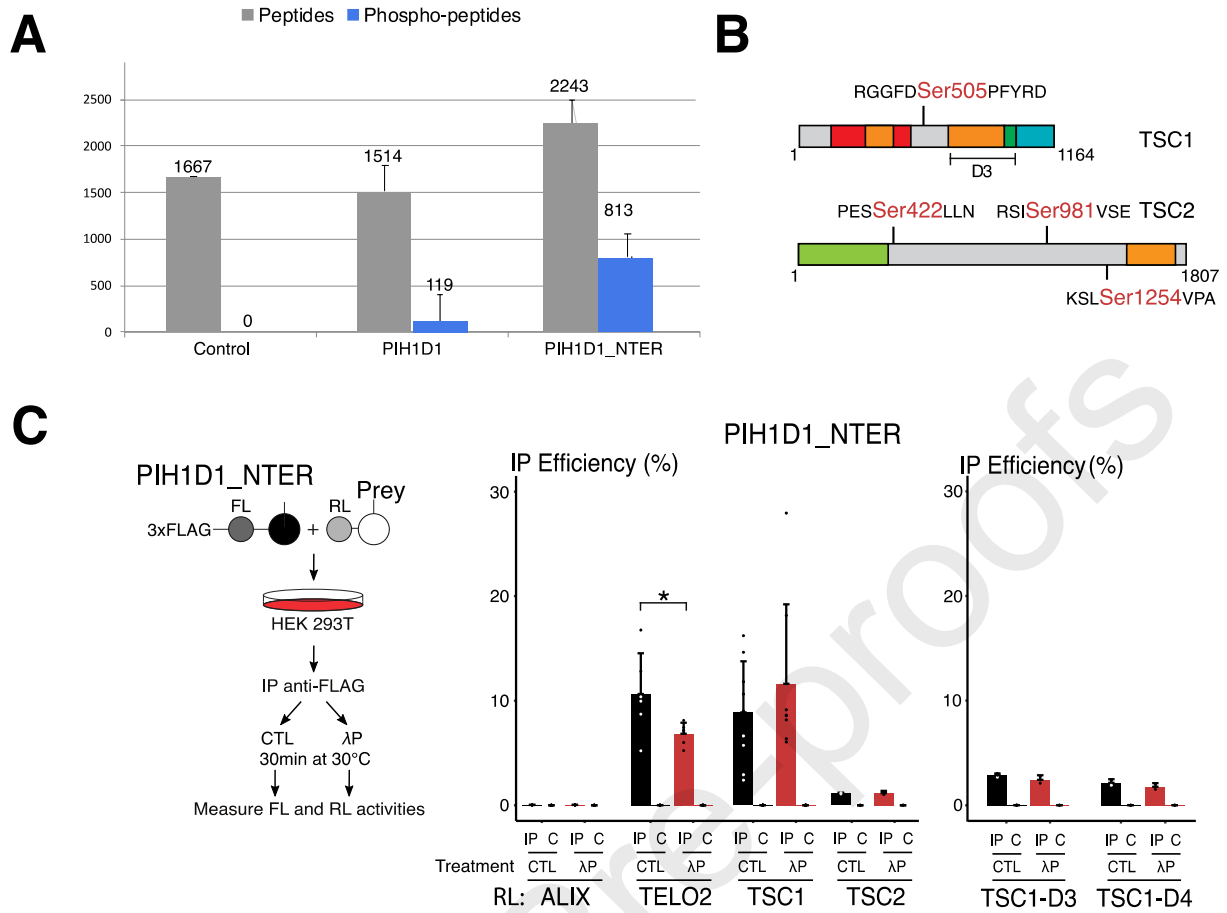 A
Peptides Phospho-peptides
2500
2000
1500
1000
500
0
1667
0
1514
119
2243
813
Control PIH1D1 PIH1D1_NTER
B
RGGFDSer505PFYRD
TSC1
1 1164
D3
PESSer422LLN RSISer981VSE TSC2
1 1807
KSLSer1254VPA
C
PIH1D1_NTER
PIH1D1_NTER
Prey
FL RL
3xFLAG +
HEK 293T
IP anti-FLAG
CTL λP
30min at 30°C
Measure FL and RL activities
IP Efficiency (%)
30
20
10
0
*
IP C IP C IP C IP C IP C IP C IP C IP C
Treatment CTL λP CTL λP CTL λP CTL λP
RL: ALIX TELO2 TSC1 TSC2
IP Efficiency (%)
30
20
10
0
IP C IP C IP C IP C
CTL λP CTL λP
TSC1-D3 TSC1-D4
re-proofs